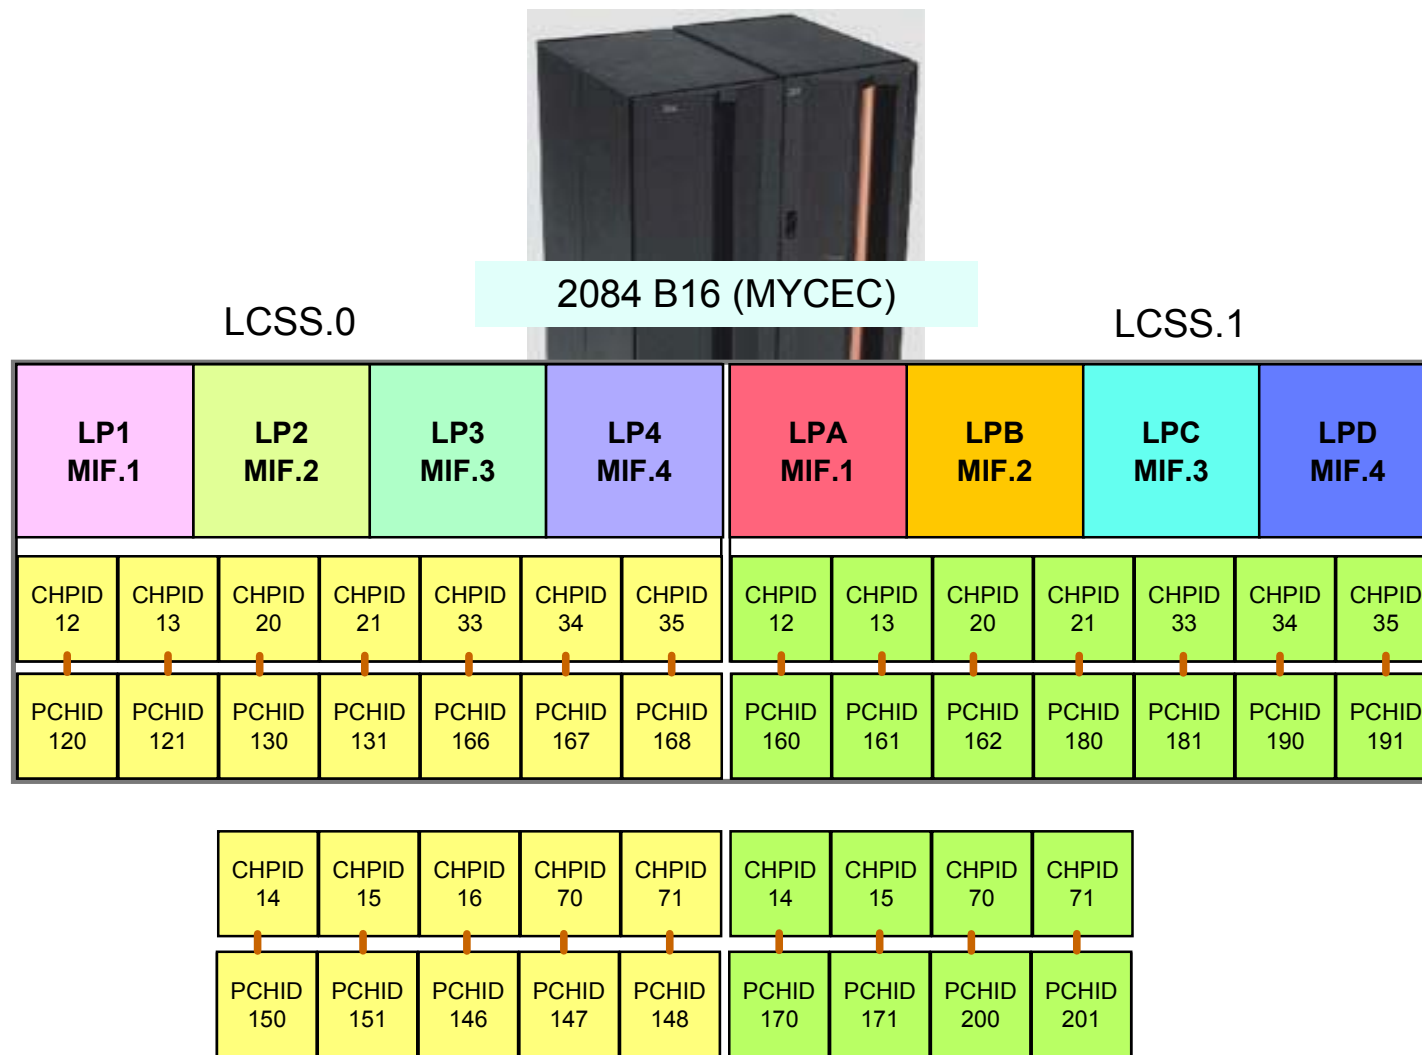 2084 B16 (MYCEC)
LCSS.0
LCSS.1
LP1
MIF.1
LP2
MIF.2
LP3
MIF.3
LP4
MIF.4
LPA
MIF.1
LPB
MIF.2
LPC
MIF.3
LPD
MIF.4
CHPID
12
CHPID
13
CHPID
20
CHPID
21
CHPID
33
CHPID
34
CHPID
35
CHPID
12
CHPID
13
CHPID
20
CHPID
21
CHPID
33
CHPID
34
CHPID
35
PCHID
120
PCHID
121
PCHID
130
PCHID
131
PCHID
166
PCHID
167
PCHID
168
PCHID
160
PCHID
161
PCHID
162
PCHID
180
PCHID
181
PCHID
190
PCHID
191
CHPID
14
CHPID
15
CHPID
16
CHPID
70
CHPID
71
CHPID
14
CHPID
15
CHPID
70
CHPID
71
PCHID
150
PCHID
151
PCHID
146
PCHID
147
PCHID
148
PCHID
170
PCHID
171
PCHID
200
PCHID
201